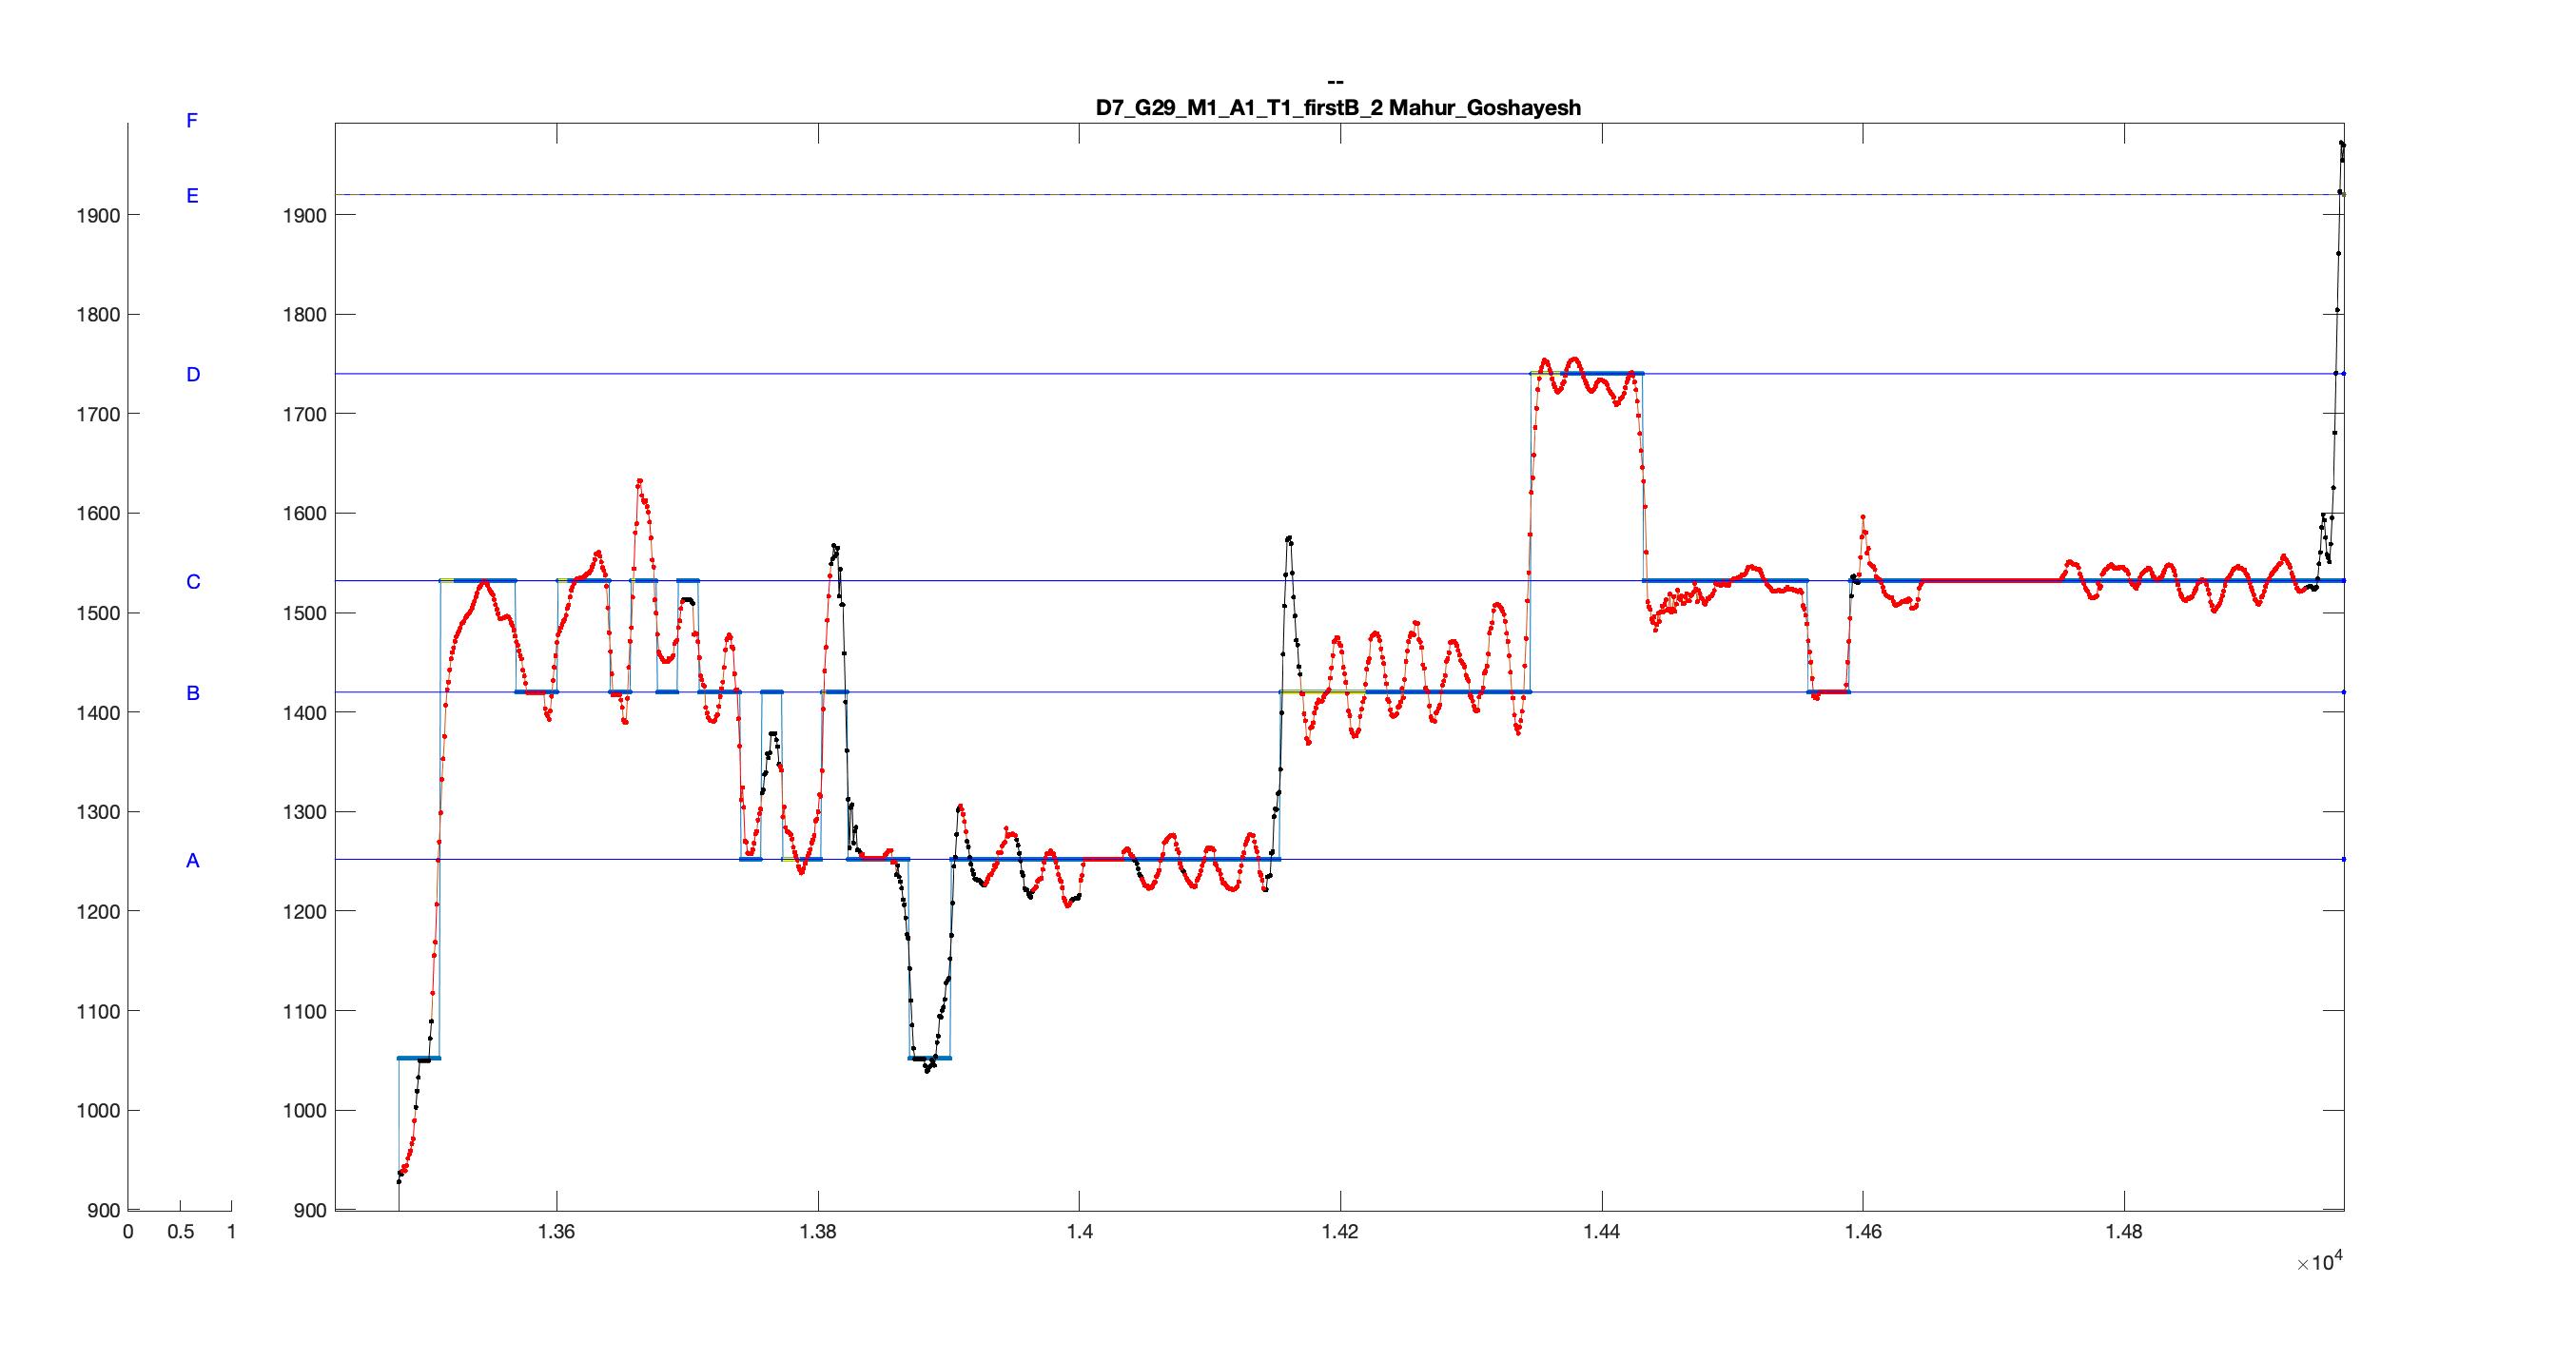 --
D7_G29_M1_A1_T1_firstB_2 Mahur_Goshayesh
F
E
1900 1900
1800 1800
D
1700 1700
1600 1600
C
1500 1500
B
1400 1400
1300 1300
A
1200 1200
1100 1100
1000 1000
900 900
0 0.5 1 1.36 1.38 1.4 1.42 1.44 1.46 1.48
×10⁴